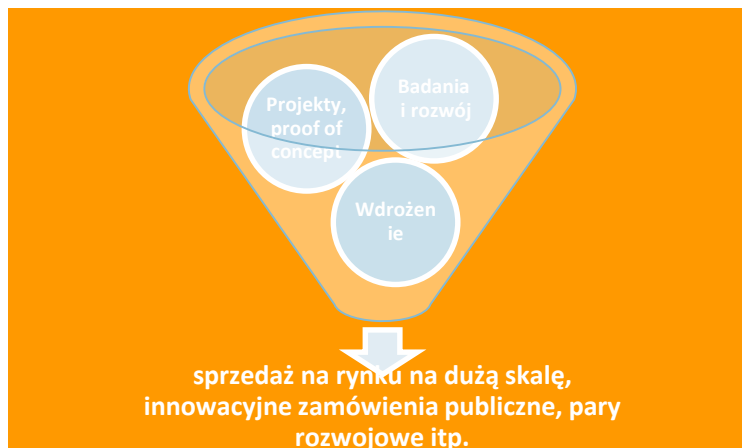 Projekty,
proof of
concept
Badania
i rozwój
Wdrożen
ie
sprzedaż na rynku na dużą skalę,
innowacyjne zamówienia publiczne, pary
rozwojowe itp.